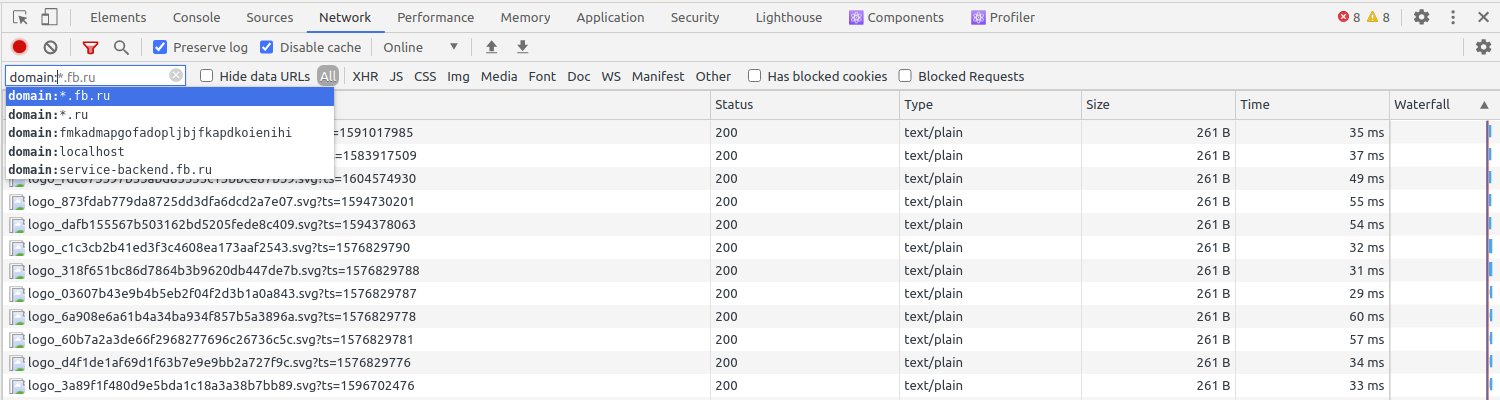 Elements Console Sources Network Performance Memory Application Security Lighthouse Components Profiler 8 8
Preserve log Disable cache Online
domain:*.fb.ru Hide data URLs All XHR JS CSS Img Media Font Doc WS Manifest Other Has blocked cookies Blocked Requests
domain:*.fb.ru
domain:*.ru
domain:fmkadmapgofadopljbjfkapdkoienihi
domain:localhost
domain:service-backend.fb.ru
Status Type Size Time Waterfall
=1591017985 200 text/plain 261 B 35 ms
=1583917509 200 text/plain 261 B 37 ms
.svg?ts=1604574930 200 text/plain 261 B 49 ms
logo_873fdab779da8725dd3dfa6dcd2a7e07.svg?ts=1594730201 200 text/plain 261 B 55 ms
logo_dafb155567b503162bd5205fede8c409.svg?ts=1594378063 200 text/plain 261 B 54 ms
logo_c1c3cb2b41ed3f3c4608ea173aaf2543.svg?ts=1576829790 200 text/plain 261 B 32 ms
logo_318f651bc86d7864b3b9620db447de7b.svg?ts=1576829788 200 text/plain 261 B 31 ms
logo_03607b43e9b4b5eb2f04f2d3b1a0a843.svg?ts=1576829787 200 text/plain 261 B 29 ms
logo_6a908e6a61b4a34ba934f857b5a3896a.svg?ts=1576829778 200 text/plain 261 B 60 ms
logo_60b7a2a3de66f2968277696c26736c5c.svg?ts=1576829781 200 text/plain 261 B 57 ms
logo_d4f1de1af69d1f63b7e9e9bb2a727f9c.svg?ts=1576829776 200 text/plain 261 B 34 ms
logo_3a89f1f480d9e5bda1c18a3a38b7bb89.svg?ts=1596702476 200 text/plain 261 B 33 ms